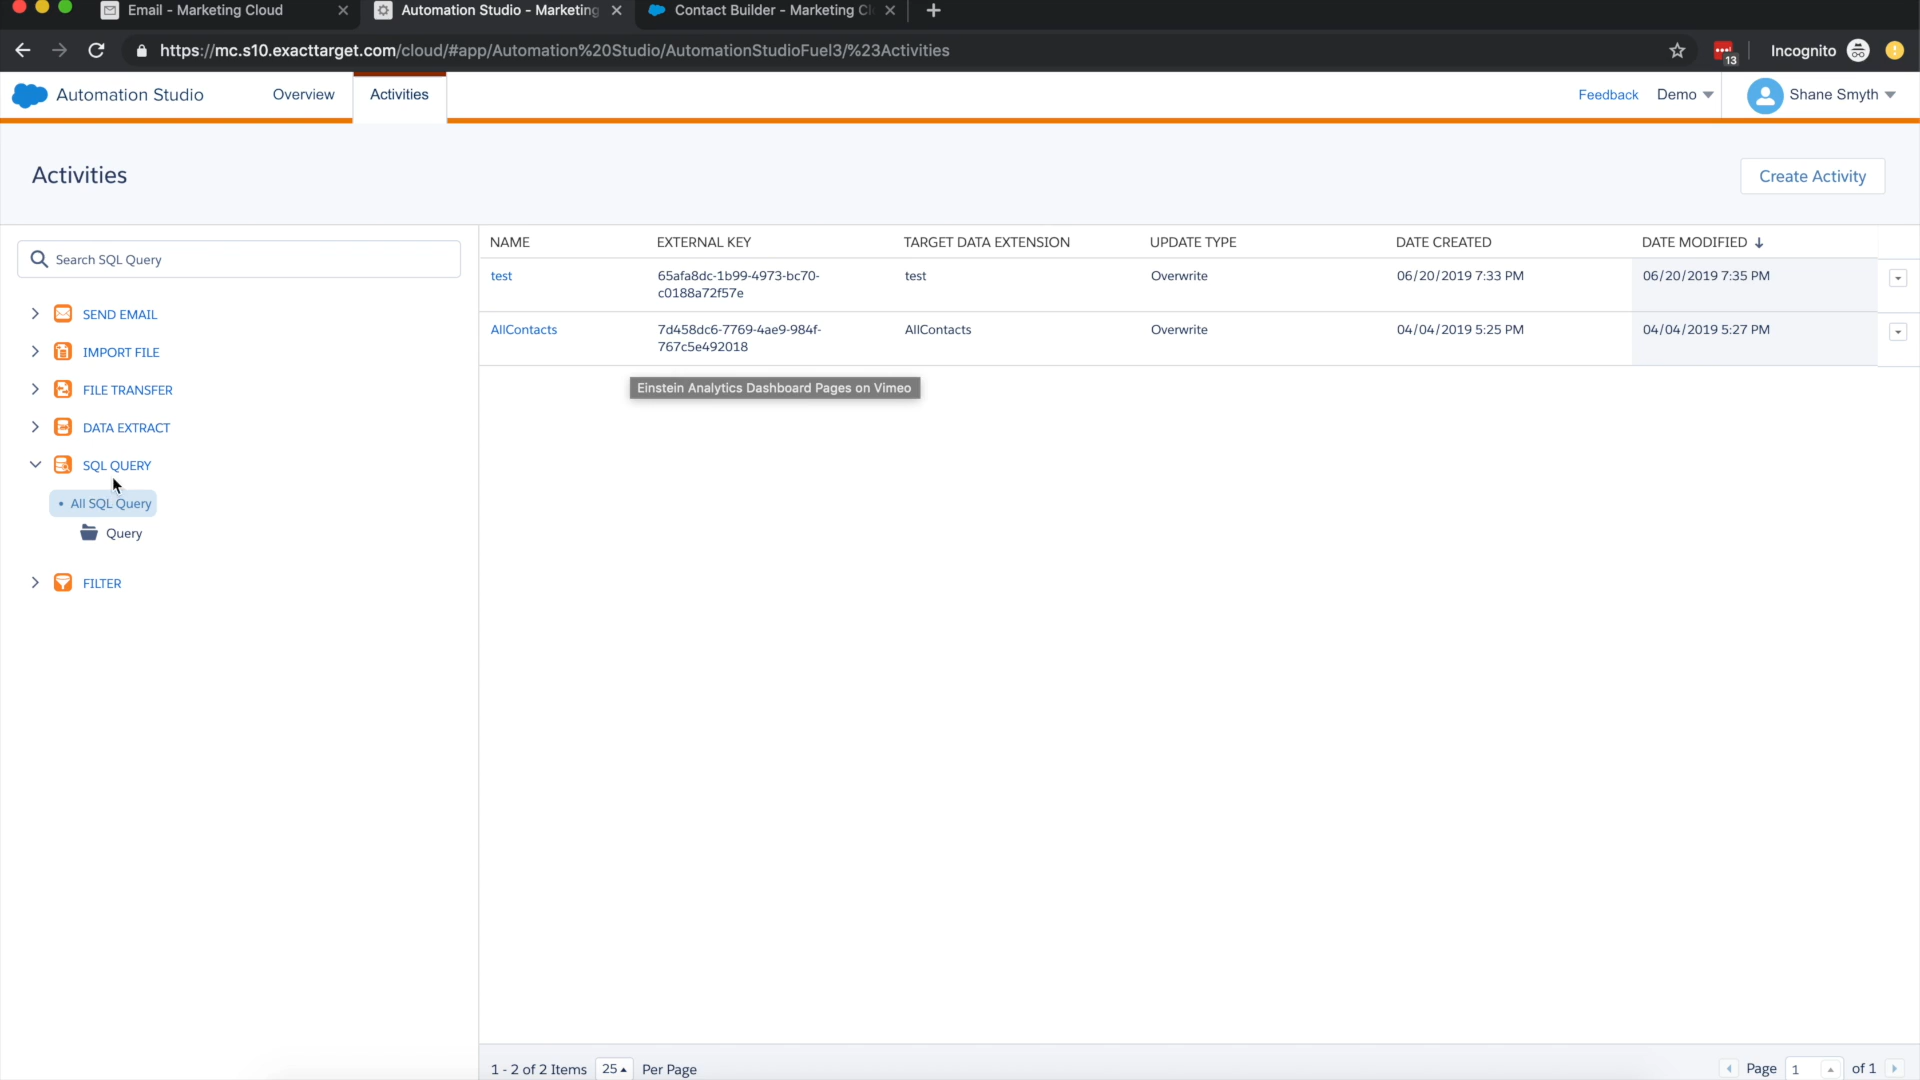 Email - Marketing Cloud
Automation Studio - Marketing
Contact Builder - Marketing Cl
https://mc.s10.exacttarget.com/cloud/#app/Automation%20Studio/AutomationStudioFuel3/%23Activities
13
Incognito
Automation Studio
Overview
Activities
Feedback
Demo
Shane Smyth
Activities
Create Activity
Search SQL Query
SEND EMAIL
IMPORT FILE
FILE TRANSFER
DATA EXTRACT
SQL QUERY
• All SQL Query
Query
FILTER
NAME EXTERNAL KEY TARGET DATA EXTENSION UPDATE TYPE DATE CREATED DATE MODIFIED
test 65afa8dc-1b99-4973-bc70- test Overwrite 06/20/2019 7:33 PM 06/20/2019 7:35 PM
c0188a72f57e
AllContacts 7d458dc6-7769-4ae9-984f- AllContacts Overwrite 04/04/2019 5:25 PM 04/04/2019 5:27 PM
767c5e492018
Einstein Analytics Dashboard Pages on Vimeo
1 - 2 of 2 Items 25 Per Page
Page 1 of 1